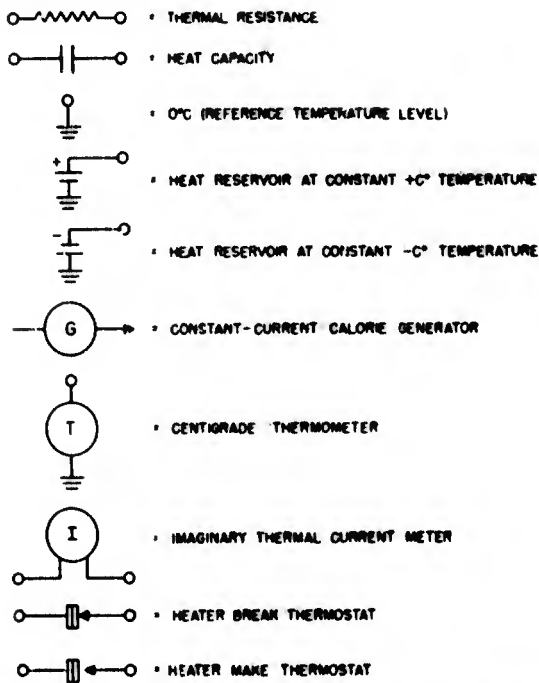 = THERMAL RESISTANCE
= HEAT CAPACITY
= 0°C (REFERENCE TEMPERATURE LEVEL)
+
= HEAT RESERVOIR AT CONSTANT +C° TEMPERATURE
-
= HEAT RESERVOIR AT CONSTANT -C° TEMPERATURE
G = CONSTANT-CURRENT CALORIE GENERATOR
T = CENTIGRADE THERMOMETER
I = IMAGINARY THERMAL CURRENT METER
= HEATER BREAK THERMOSTAT
= HEATER MAKE THERMOSTAT